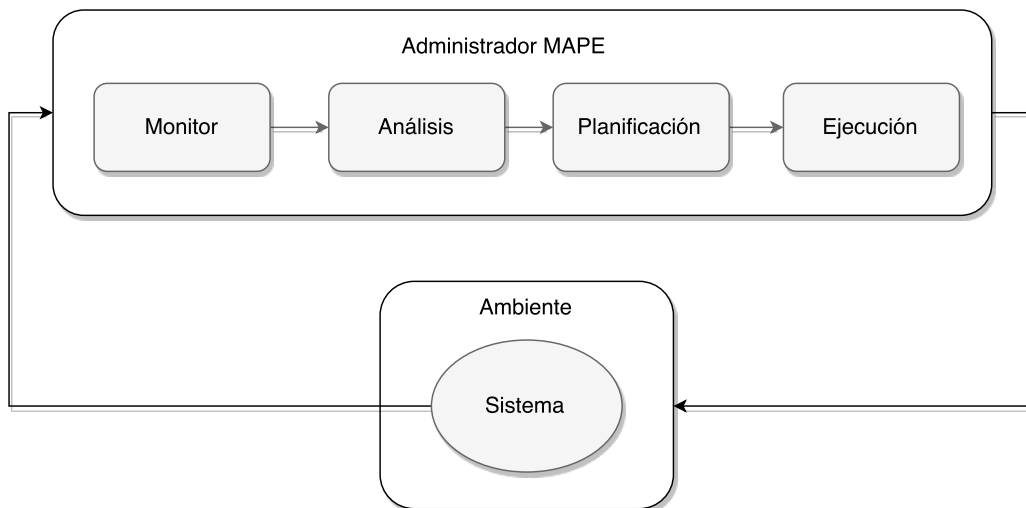 Administrador MAPE
Monitor
Análisis
Planificación
Ejecución
Ambiente
Sistema